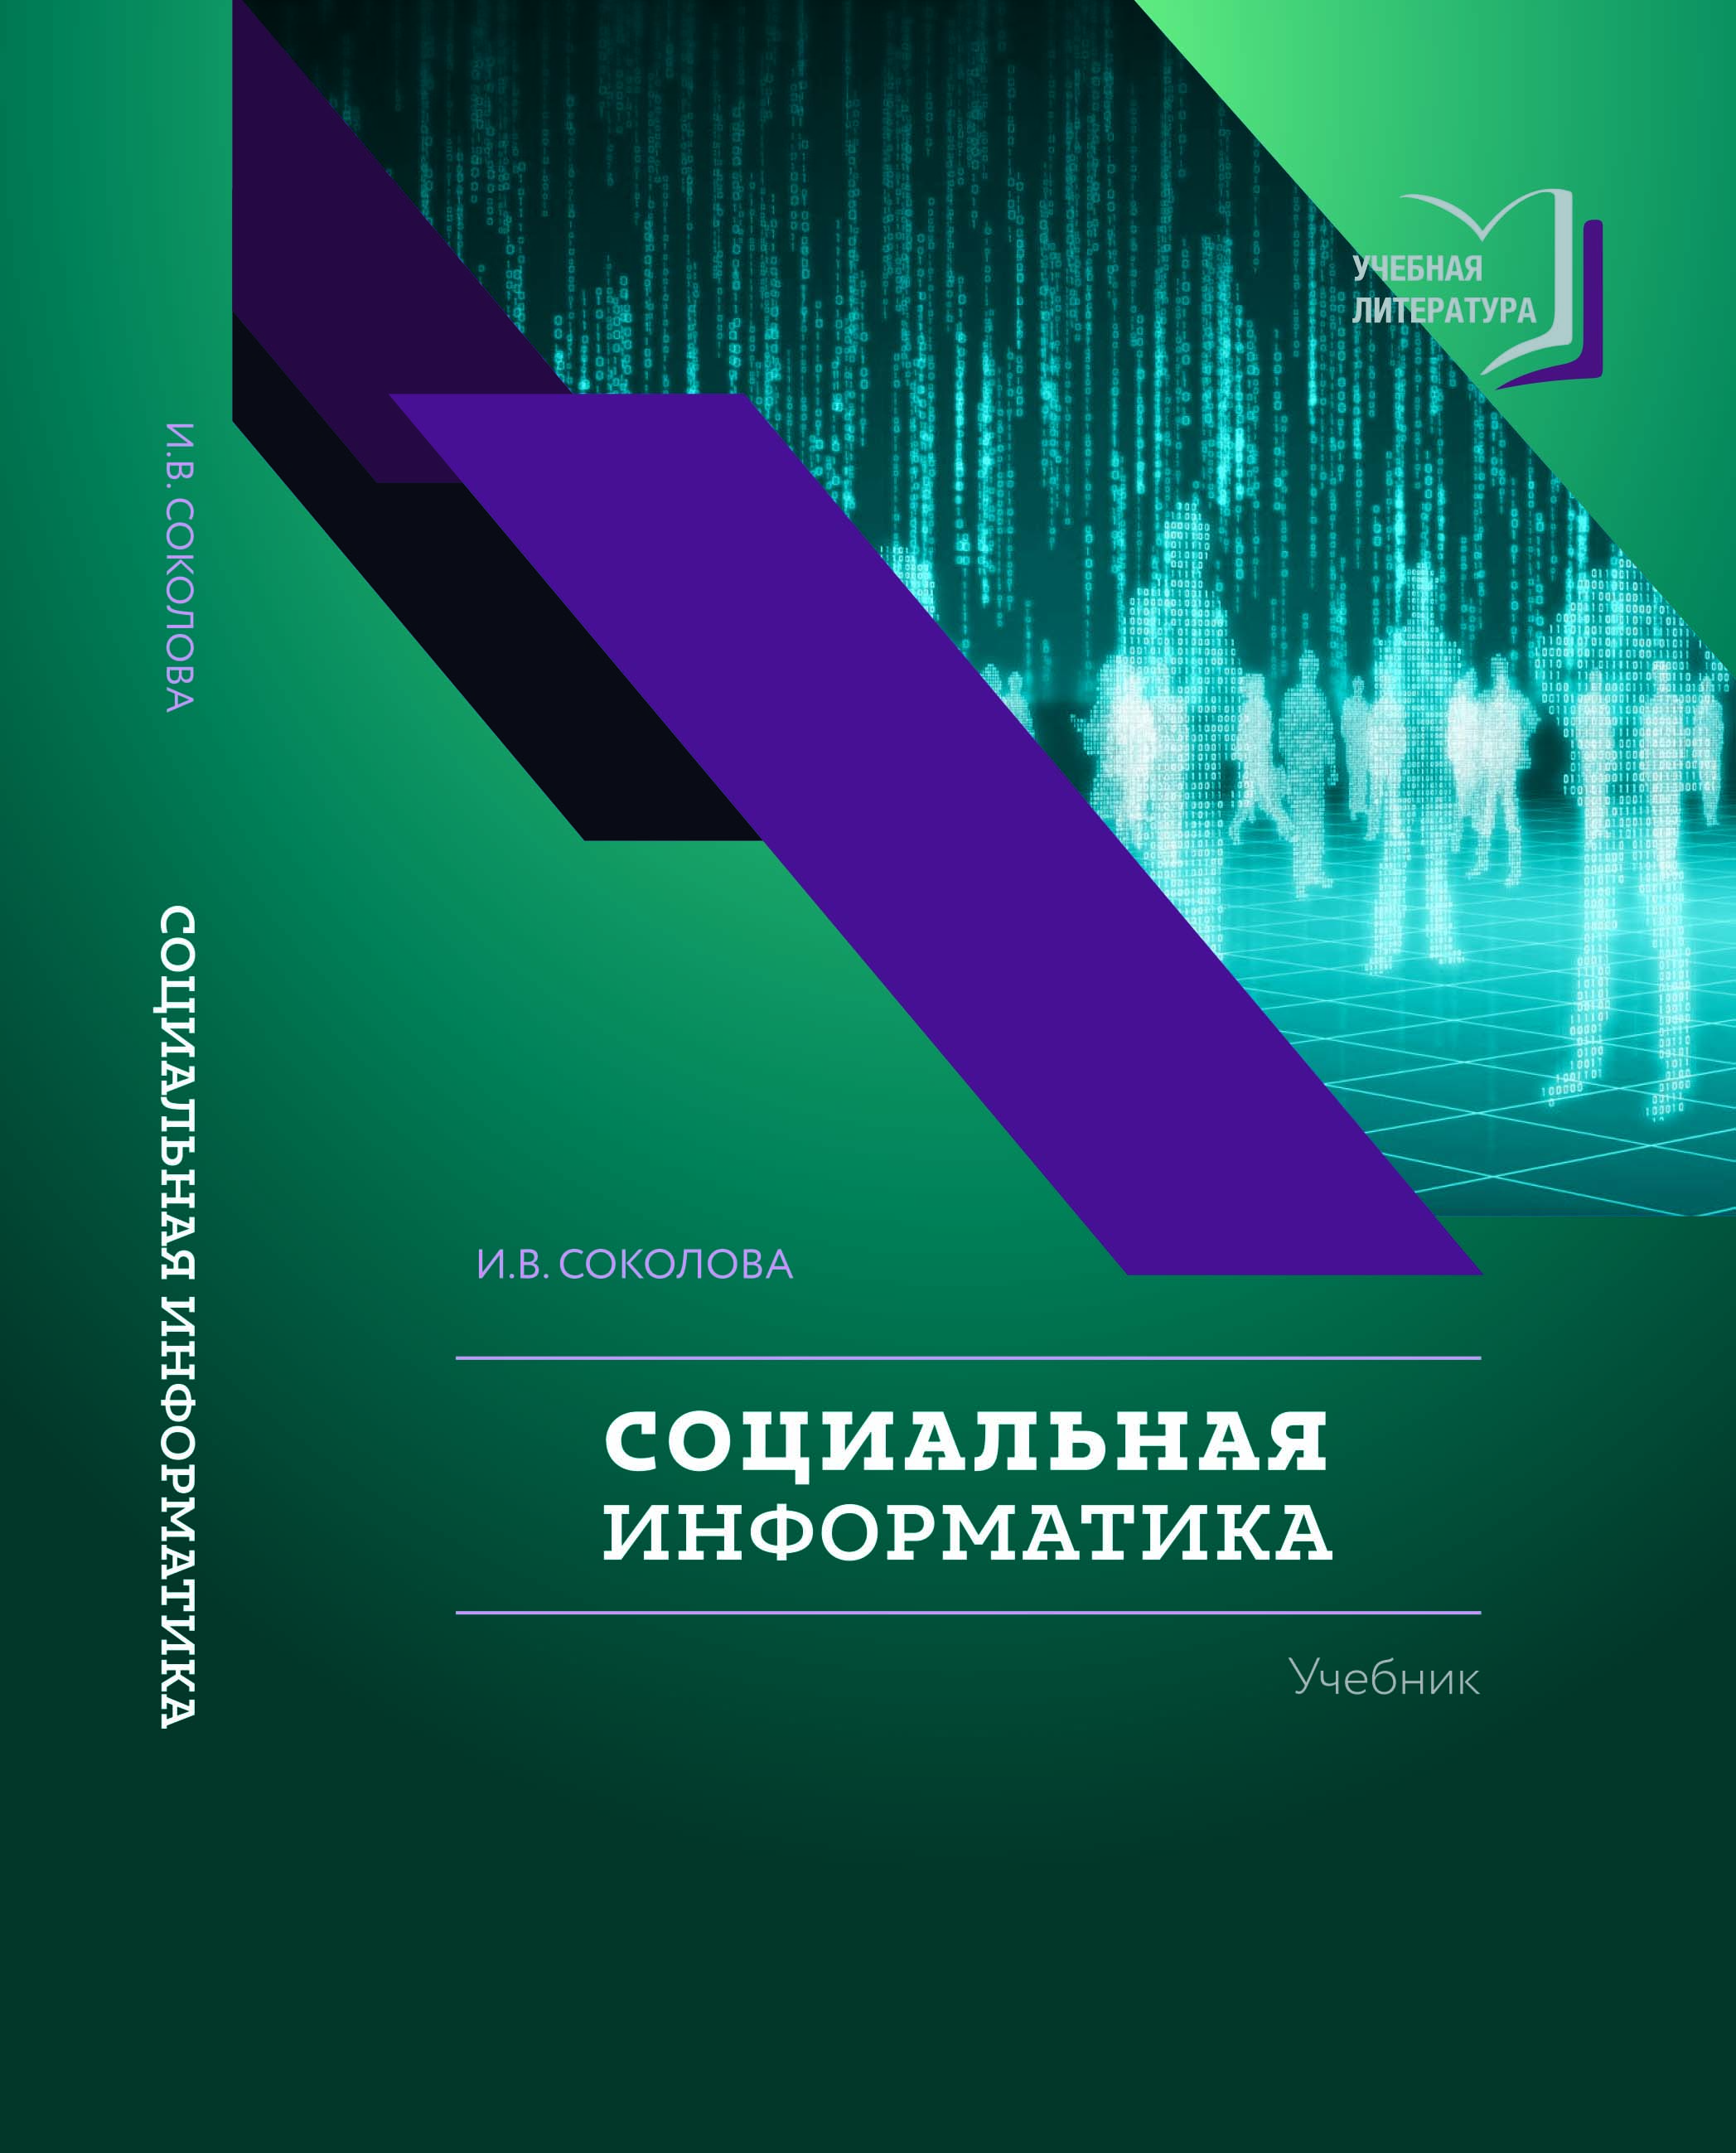 УЧЕБНАЯ
ЛИТЕРАТУРА
И.В. СОКОЛОВА
СОЦИАЛЬНАЯ ИНФОРМАТИКА
И.В. СОКОЛОВА
СОЦИАЛЬНАЯ
ИНФОРМАТИКА
Учебник